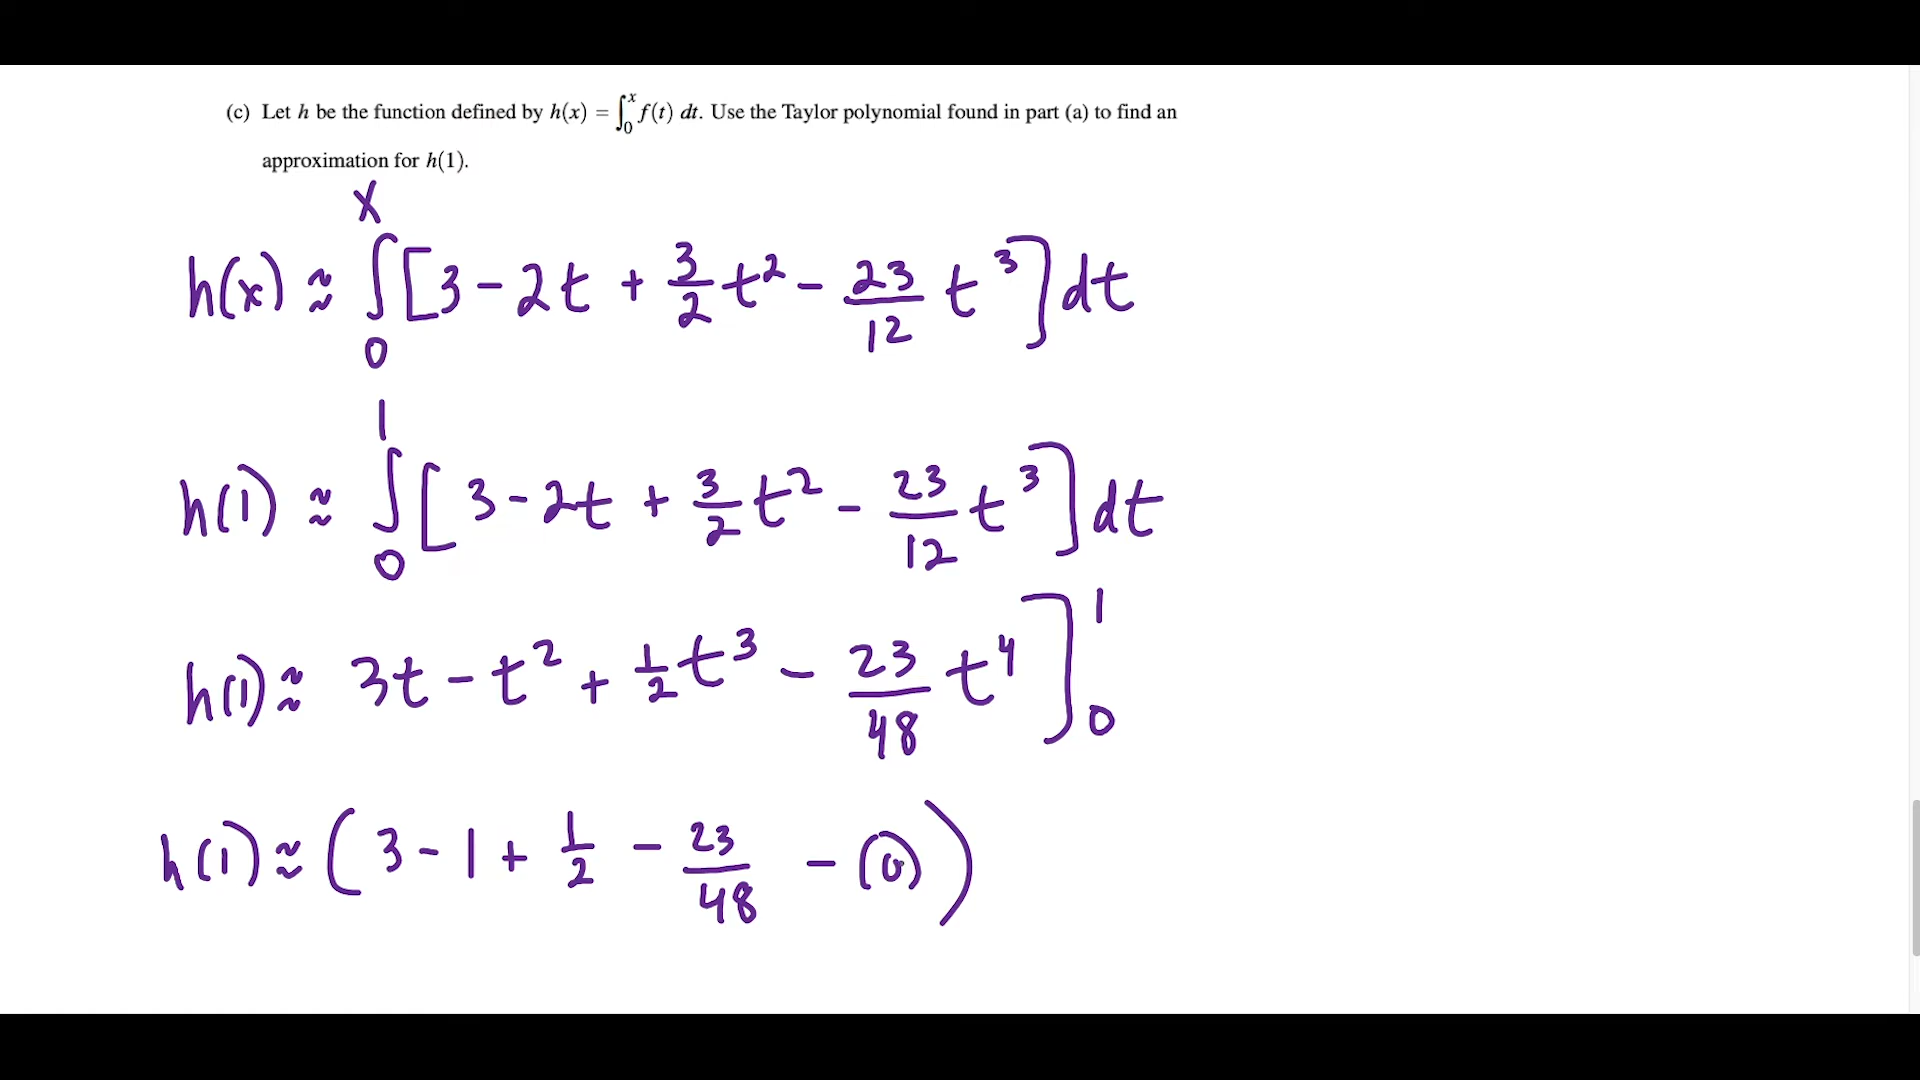 (c) Let h be the function defined by h(x) = ∫₀ˣ f(t) dt. Use the Taylor polynomial found in part (a) to find an
approximation for h(1).
h(x) ≈ ∫₀ˣ [3 - 2t + 3/2 t² - 23/12 t³] dt
h(1) ≈ ∫₀¹ [3 - 2t + 3/2 t² - 23/12 t³] dt
h(1) ≈ 3t - t² + 1/2 t³ - 23/48 t⁴ ]₀¹
h(1) ≈ (3 - 1 + 1/2 - 23/48 - (0))